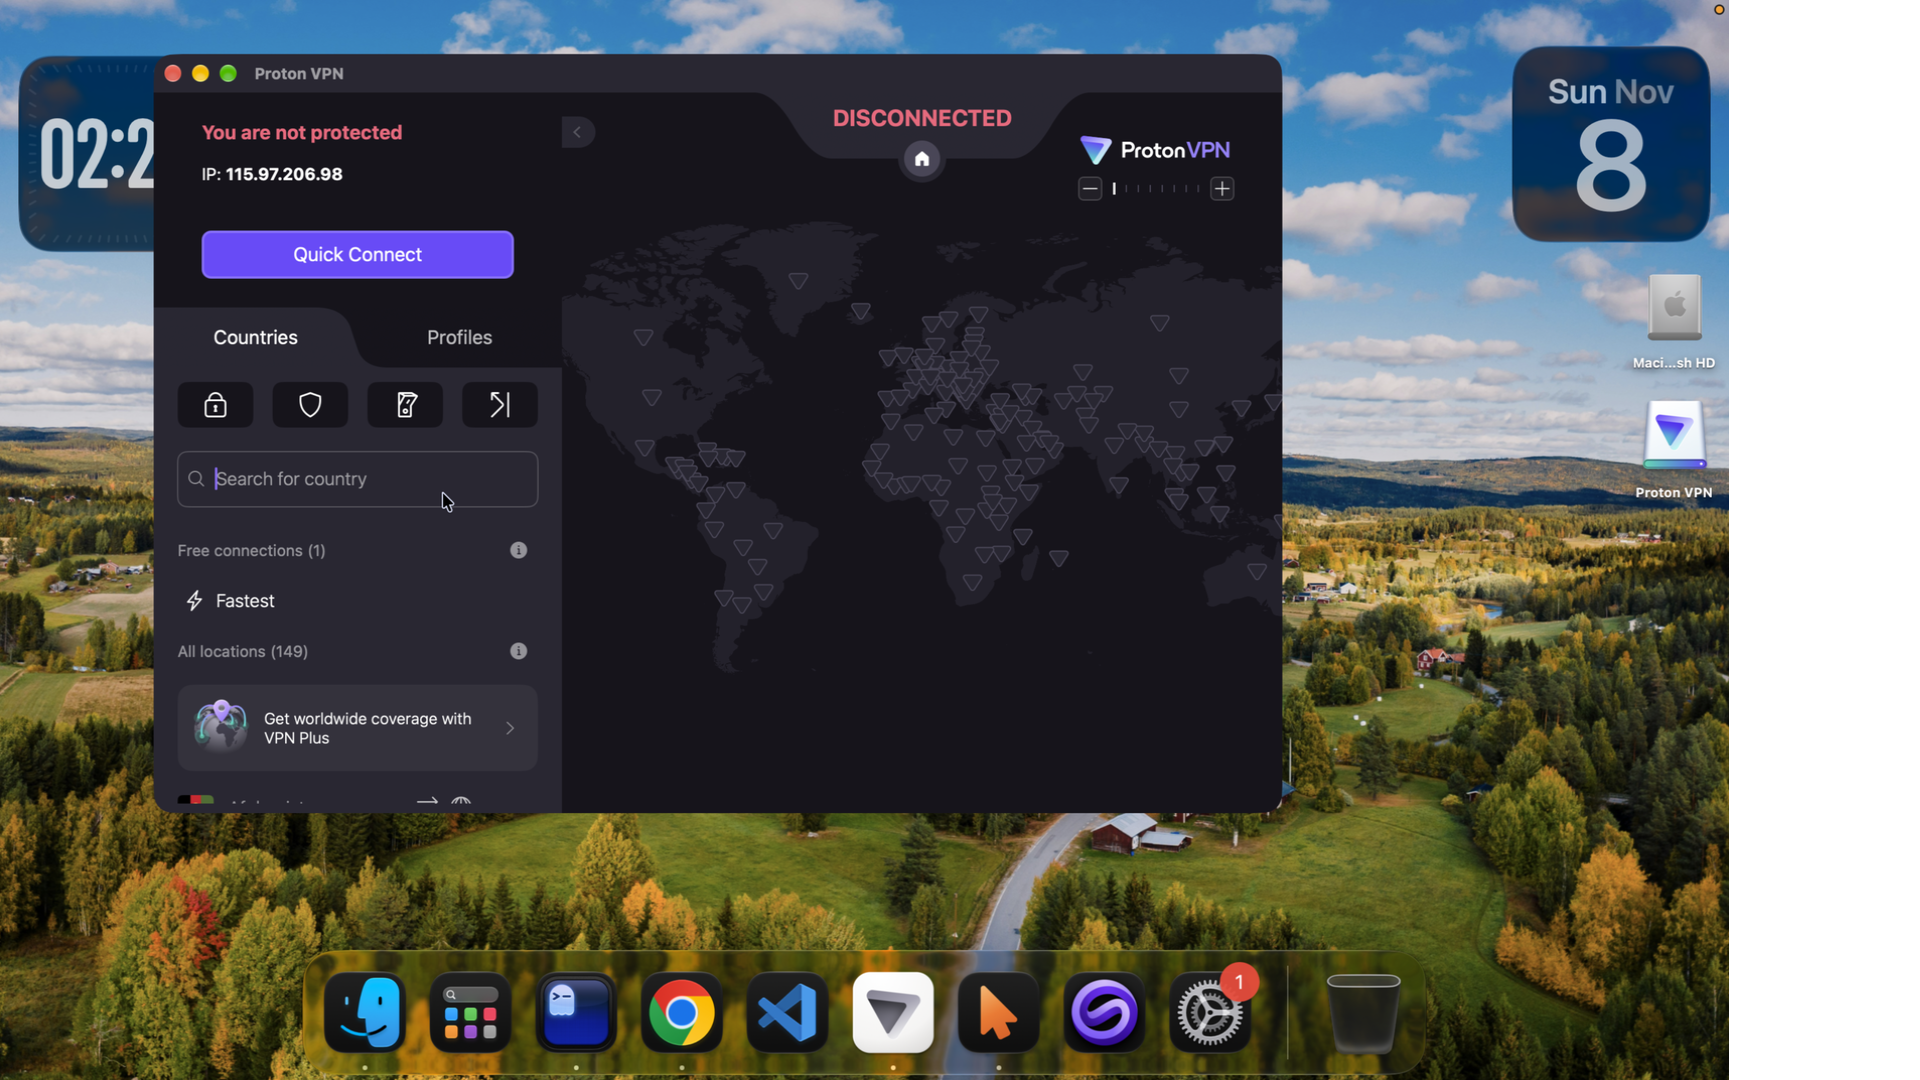 Proton VPN
02:2
You are not protected
DISCONNECTED
IP: 115.97.206.98
ProtonVPN
Quick Connect
Countries
Profiles
Search for country
Free connections (1)
Fastest
All locations (149)
Get worldwide coverage with
VPN Plus
Sun Nov
8
Maci...sh HD
Proton VPN
1